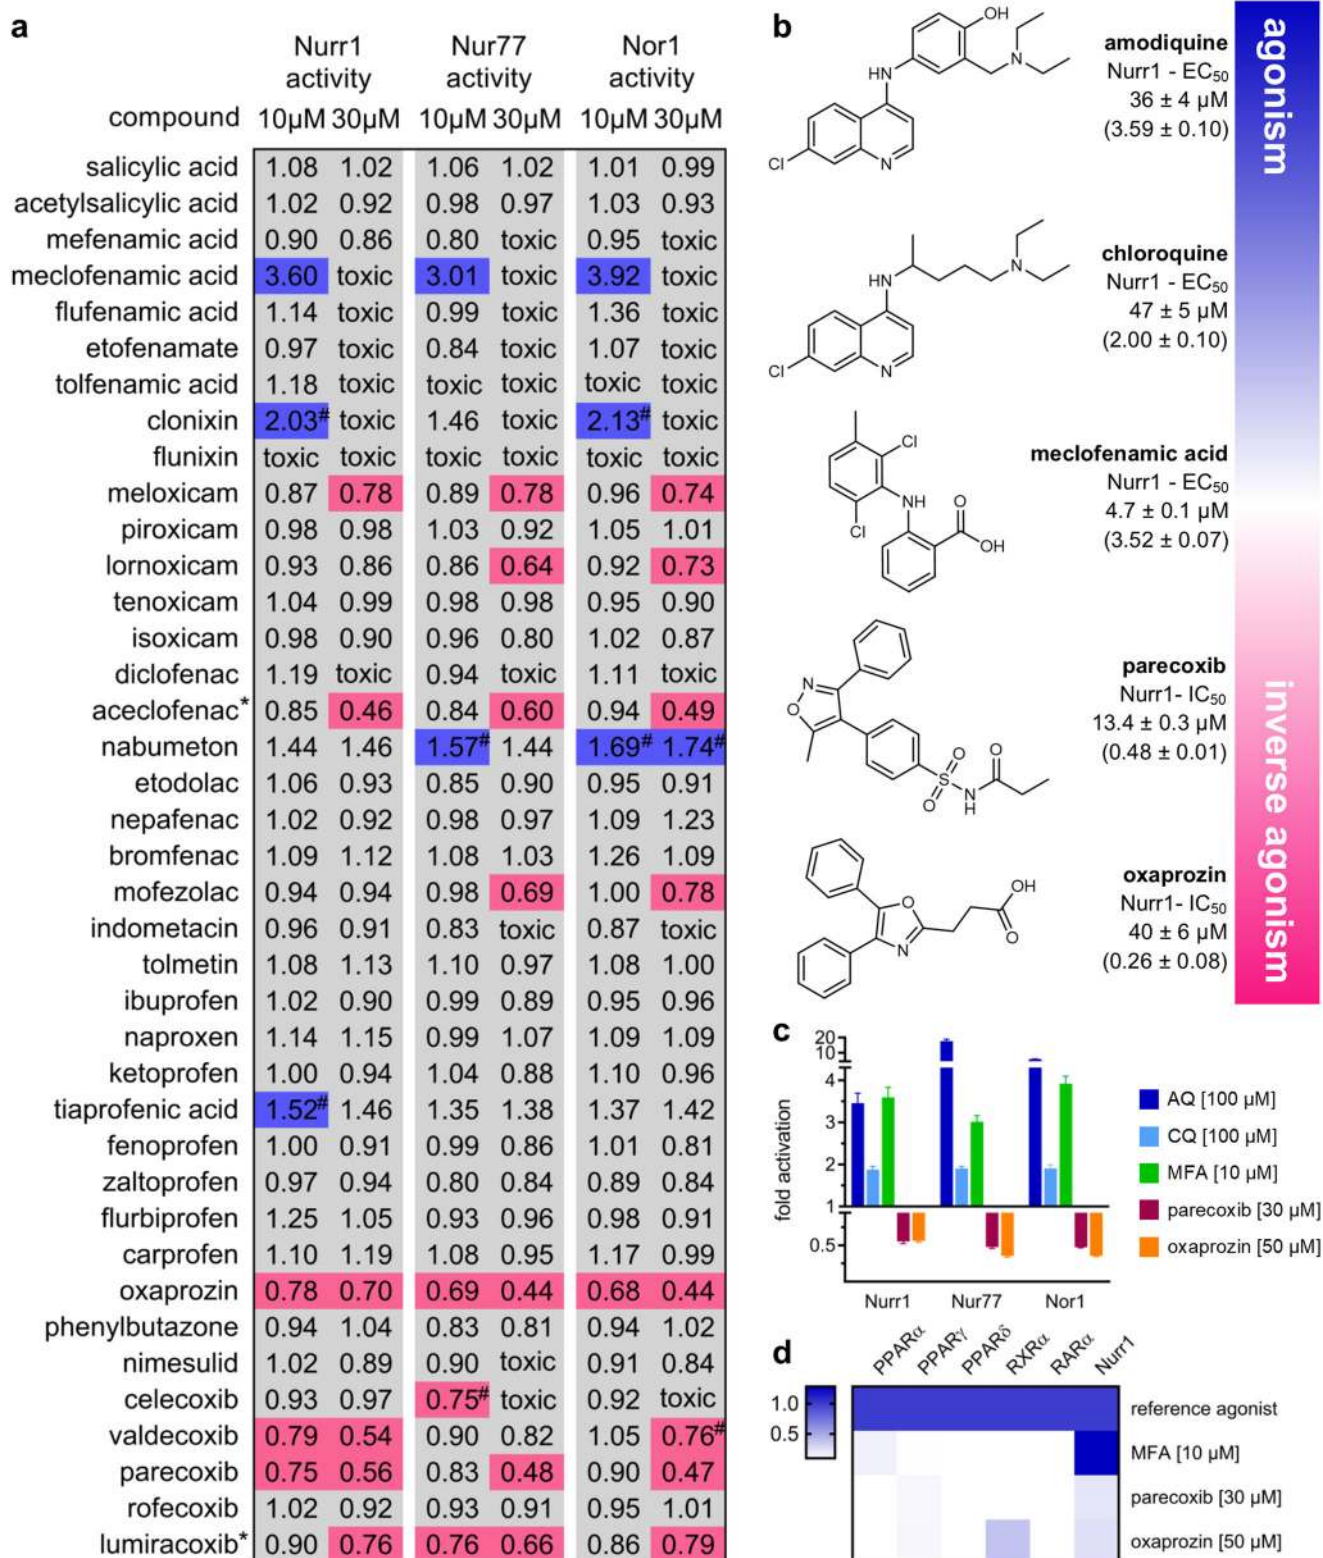 a
Nurr1 activity
Nur77 activity
Nor1 activity
compound 10µM 30µM 10µM 30µM 10µM 30µM
salicylic acid 1.08 1.02 1.06 1.02 1.01 0.99
acetylsalicylic acid 1.02 0.92 0.98 0.97 1.03 0.93
mefenamic acid 0.90 0.86 0.80 toxic 0.95 toxic
meclofenamic acid 3.60 toxic 3.01 toxic 3.92 toxic
flufenamic acid 1.14 toxic 0.99 toxic 1.36 toxic
etofenamate 0.97 toxic 0.84 toxic 1.07 toxic
tolfenamic acid 1.18 toxic toxic toxic toxic toxic
clonixin 2.03# toxic 1.46 toxic 2.13# toxic
flunixin toxic toxic toxic toxic toxic toxic
meloxicam 0.87 0.78 0.89 0.78 0.96 0.74
piroxicam 0.98 0.98 1.03 0.92 1.05 1.01
lornoxicam 0.93 0.86 0.86 0.64 0.92 0.73
tenoxicam 1.04 0.99 0.98 0.98 0.95 0.90
isoxicam 0.98 0.90 0.96 0.80 1.02 0.87
diclofenac 1.19 toxic 0.94 toxic 1.11 toxic
aceclofenac* 0.85 0.46 0.84 0.60 0.94 0.49
nabumeton 1.44 1.46 1.57# 1.44 1.69# 1.74#
etodolac 1.06 0.93 0.85 0.90 0.95 0.91
nepafenac 1.02 0.92 0.98 0.97 1.09 1.23
bromfenac 1.09 1.12 1.08 1.03 1.26 1.09
mofezolac 0.94 0.94 0.98 0.69 1.00 0.78
indometacin 0.96 0.91 0.83 toxic 0.87 toxic
tolmetin 1.08 1.13 1.10 0.97 1.08 1.00
ibuprofen 1.02 0.90 0.99 0.89 0.95 0.96
naproxen 1.14 1.15 0.99 1.07 1.09 1.09
ketoprofen 1.00 0.94 1.04 0.88 1.10 0.96
tiaprofenic acid 1.52# 1.46 1.35 1.38 1.37 1.42
fenoprofen 1.00 0.91 0.99 0.86 1.01 0.81
zaltoprofen 0.97 0.94 0.80 0.84 0.89 0.84
flurbiprofen 1.25 1.05 0.93 0.96 0.98 0.91
carprofen 1.10 1.19 1.08 0.95 1.17 0.99
oxaprozin 0.78 0.70 0.69 0.44 0.68 0.44
phenylbutazone 0.94 1.04 0.83 0.81 0.94 1.02
nimesulid 1.02 0.89 0.90 toxic 0.91 0.84
celecoxib 0.93 0.97 0.75# toxic 0.92 toxic
valdecoxib 0.79 0.54 0.90 0.82 1.05 0.76#
parecoxib 0.75 0.56 0.83 0.48 0.90 0.47
rofecoxib 1.02 0.92 0.93 0.91 0.95 1.01
lumiracoxib* 0.90 0.76 0.76 0.66 0.86 0.79
b
OH
HN
N
Cl
N
amodiquine
Nurr1 - EC50
36 ± 4 µM
(3.59 ± 0.10)
HN
N
Cl
N
chloroquine
Nurr1 - EC50
47 ± 5 µM
(2.00 ± 0.10)
Cl
NH
O
Cl
OH
meclofenamic acid
Nurr1 - EC50
4.7 ± 0.1 µM
(3.52 ± 0.07)
N
O
O
O
S
O
N
H
parecoxib
Nurr1- IC50
13.4 ± 0.3 µM
(0.48 ± 0.01)
O
N
OH
O
oxaprozin
Nurr1- IC50
40 ± 6 µM
(0.26 ± 0.08)
agonism
inverse agonism
c
fold activation
20
10
4
3
2
1
0.5
Nurr1 Nur77 Nor1
AQ [100 µM]
CQ [100 µM]
MFA [10 µM]
parecoxib [30 µM]
oxaprozin [50 µM]
d
PPARα PPARγ PPARδ RXRα RARα Nurr1
1.0
0.5
reference agonist
MFA [10 µM]
parecoxib [30 µM]
oxaprozin [50 µM]